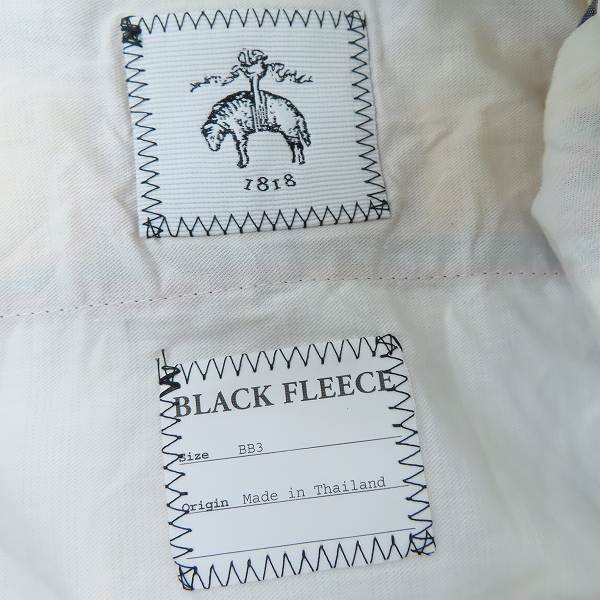 1818
BLACK FLEECE
Size BB3
Origin Made in Thailand